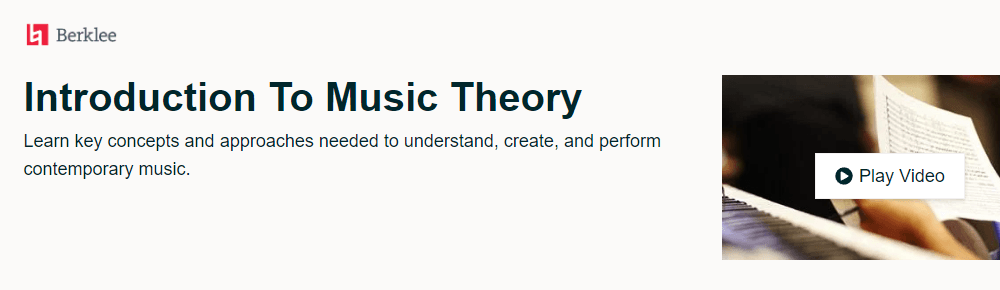 Berklee
Introduction To Music Theory
Learn key concepts and approaches needed to understand, create, and perform
contemporary music.
Play Video